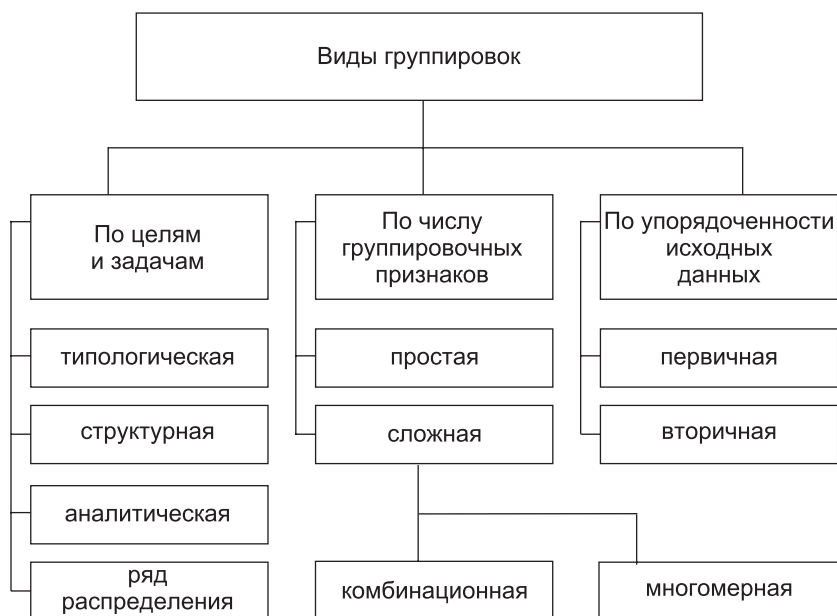 Виды группировок
По целям
и задачам
типологическая
структурная
аналитическая
ряд
распределения
По числу
группировочных
признаков
простая
сложная
комбинационная
многомерная
По упорядоченности
исходных
данных
первичная
вторичная